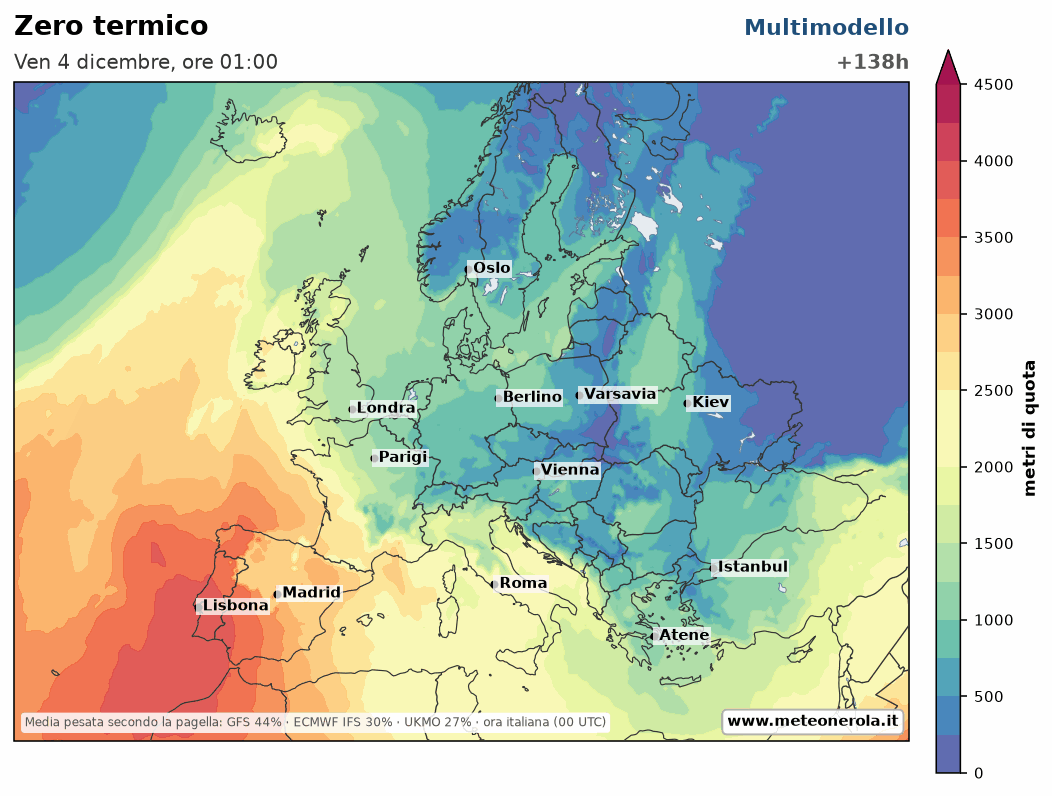 Zero termico
Multimodello
Ven 4 dicembre, ore 01:00
+138h
4500
4000
3500
3000
2500
2000
1500
1000
500
0
metri di quota
Oslo
Berlino
Varsavia
Kiev
Londra
Parigi
Vienna
Istanbul
Roma
Madrid
Lisbona
Atene
Media pesata secondo la pagella: GFS 44% · ECMWF IFS 30% · UKMO 27% · ora italiana (00 UTC)
www.meteonerola.it